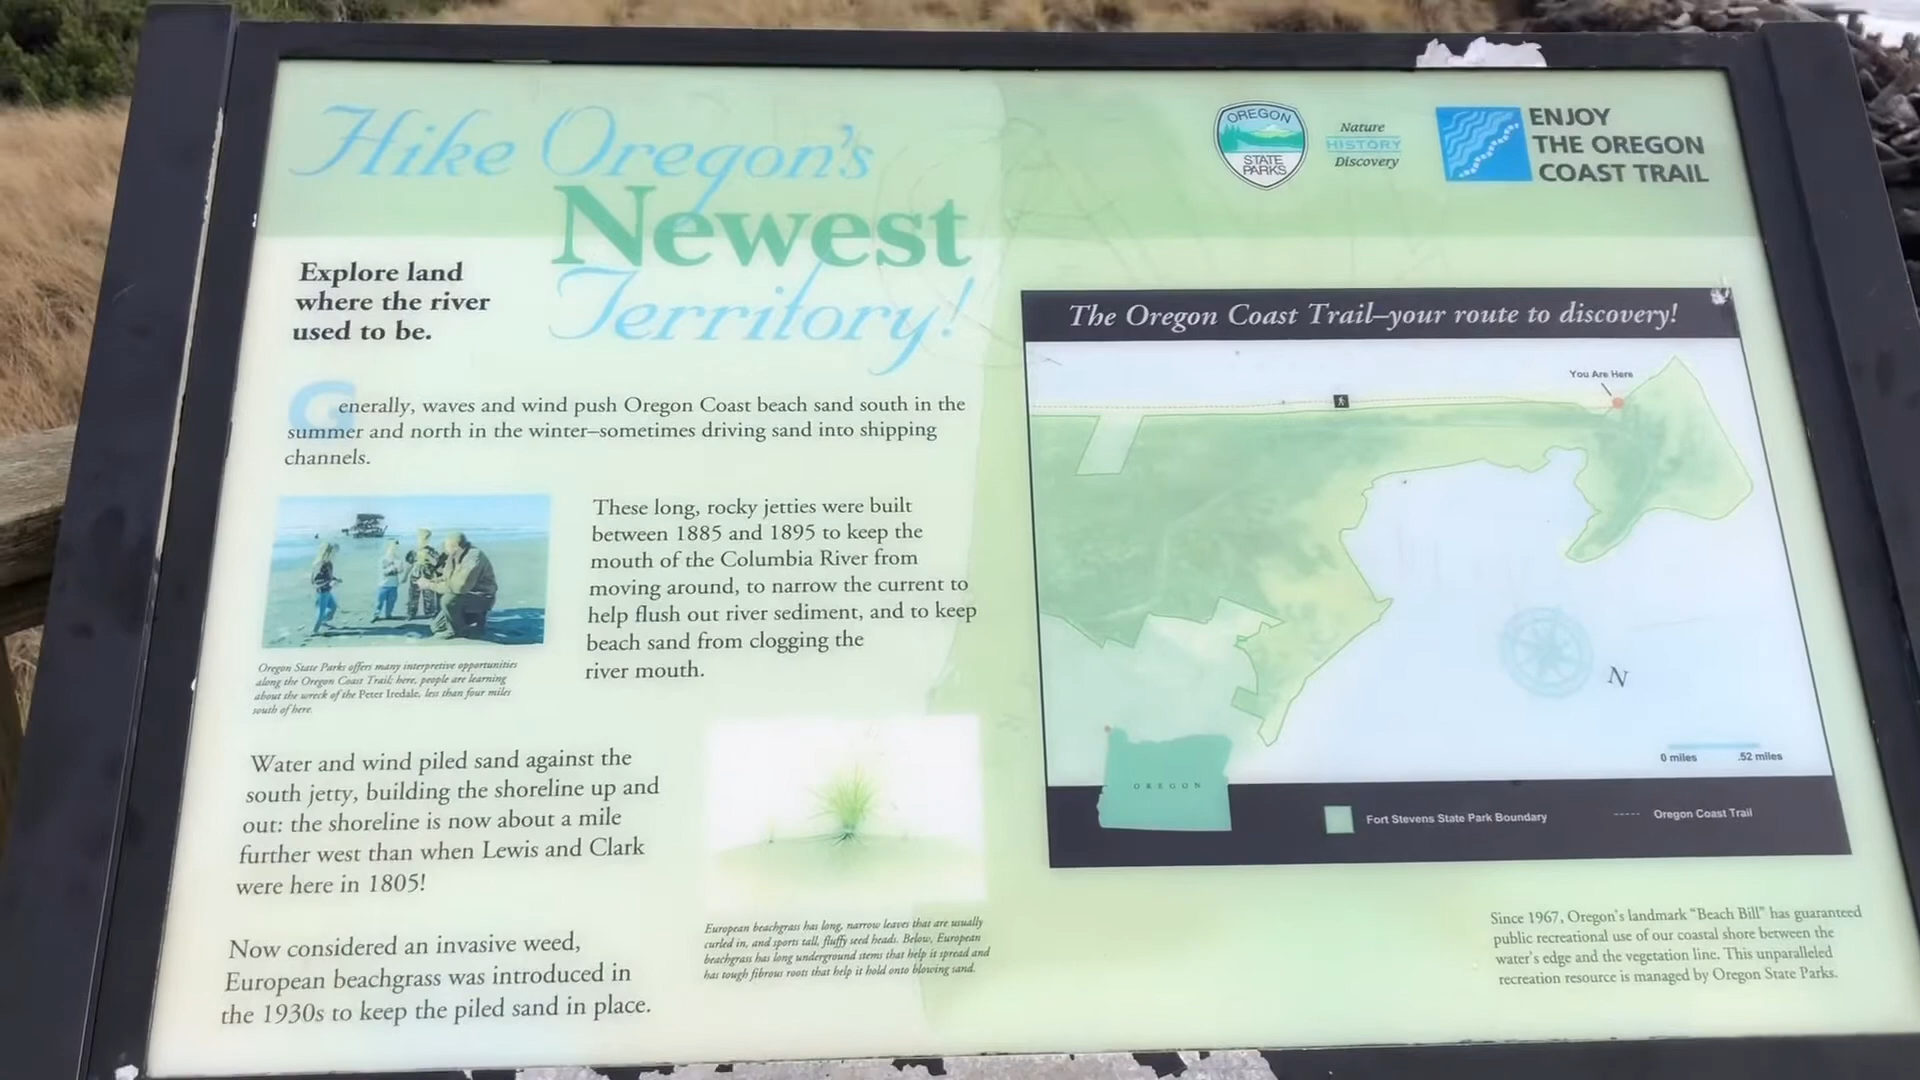 Hike Oregon's
Newest
Territory!
Explore land
where the river
used to be.
Generally, waves and wind push Oregon Coast beach sand south in the
summer and north in the winter–sometimes driving sand into shipping
channels.
These long, rocky jetties were built
between 1885 and 1895 to keep the
mouth of the Columbia River from
moving around, to narrow the current to
help flush out river sediment, and to keep
beach sand from clogging the
river mouth.
Oregon State Parks offers many interpretive opportunities
along the Oregon Coast Trail; here, people are learning
about the wreck of the Peter Iredale, less than four miles
south of here.
Water and wind piled sand against the
south jetty, building the shoreline up and
out: the shoreline is now about a mile
further west than when Lewis and Clark
were here in 1805!
Now considered an invasive weed,
European beachgrass was introduced in
the 1930s to keep the piled sand in place.
European beachgrass has long, narrow leaves that are usually
curled in, and sports tall, fluffy seed heads. Below, European
beachgrass has long underground stems that help it spread and
has tough fibrous roots that help it hold onto blowing sand.
OREGON
STATE
PARKS
Nature
HISTORY
Discovery
ENJOY
THE OREGON
COAST TRAIL
The Oregon Coast Trail–your route to discovery!
You Are Here
N
0 miles .52 miles
OREGON
Fort Stevens State Park Boundary
Oregon Coast Trail
Since 1967, Oregon's landmark "Beach Bill" has guaranteed
public recreational use of our coastal shore between the
water's edge and the vegetation line. This unparalleled
recreation resource is managed by Oregon State Parks.